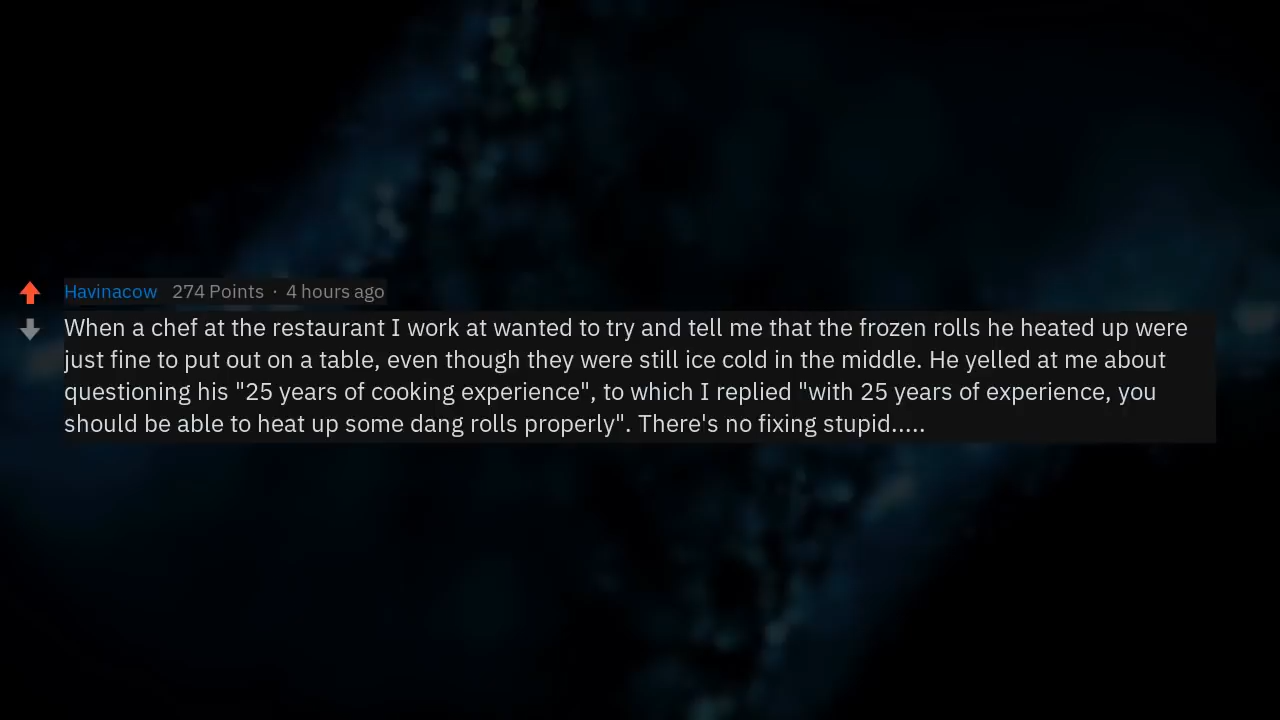 Havinacow 274 Points · 4 hours ago
When a chef at the restaurant I work at wanted to try and tell me that the frozen rolls he heated up were
just fine to put out on a table, even though they were still ice cold in the middle. He yelled at me about
questioning his "25 years of cooking experience", to which I replied "with 25 years of experience, you
should be able to heat up some dang rolls properly". There's no fixing stupid.....